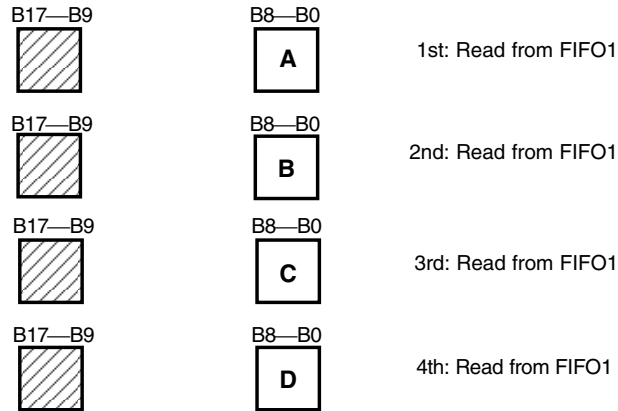 B17—B9 B8—B0
A 1st: Read from FIFO1
B17—B9 B8—B0
B 2nd: Read from FIFO1
B17—B9 B8—B0
C 3rd: Read from FIFO1
B17—B9 B8—B0
D 4th: Read from FIFO1